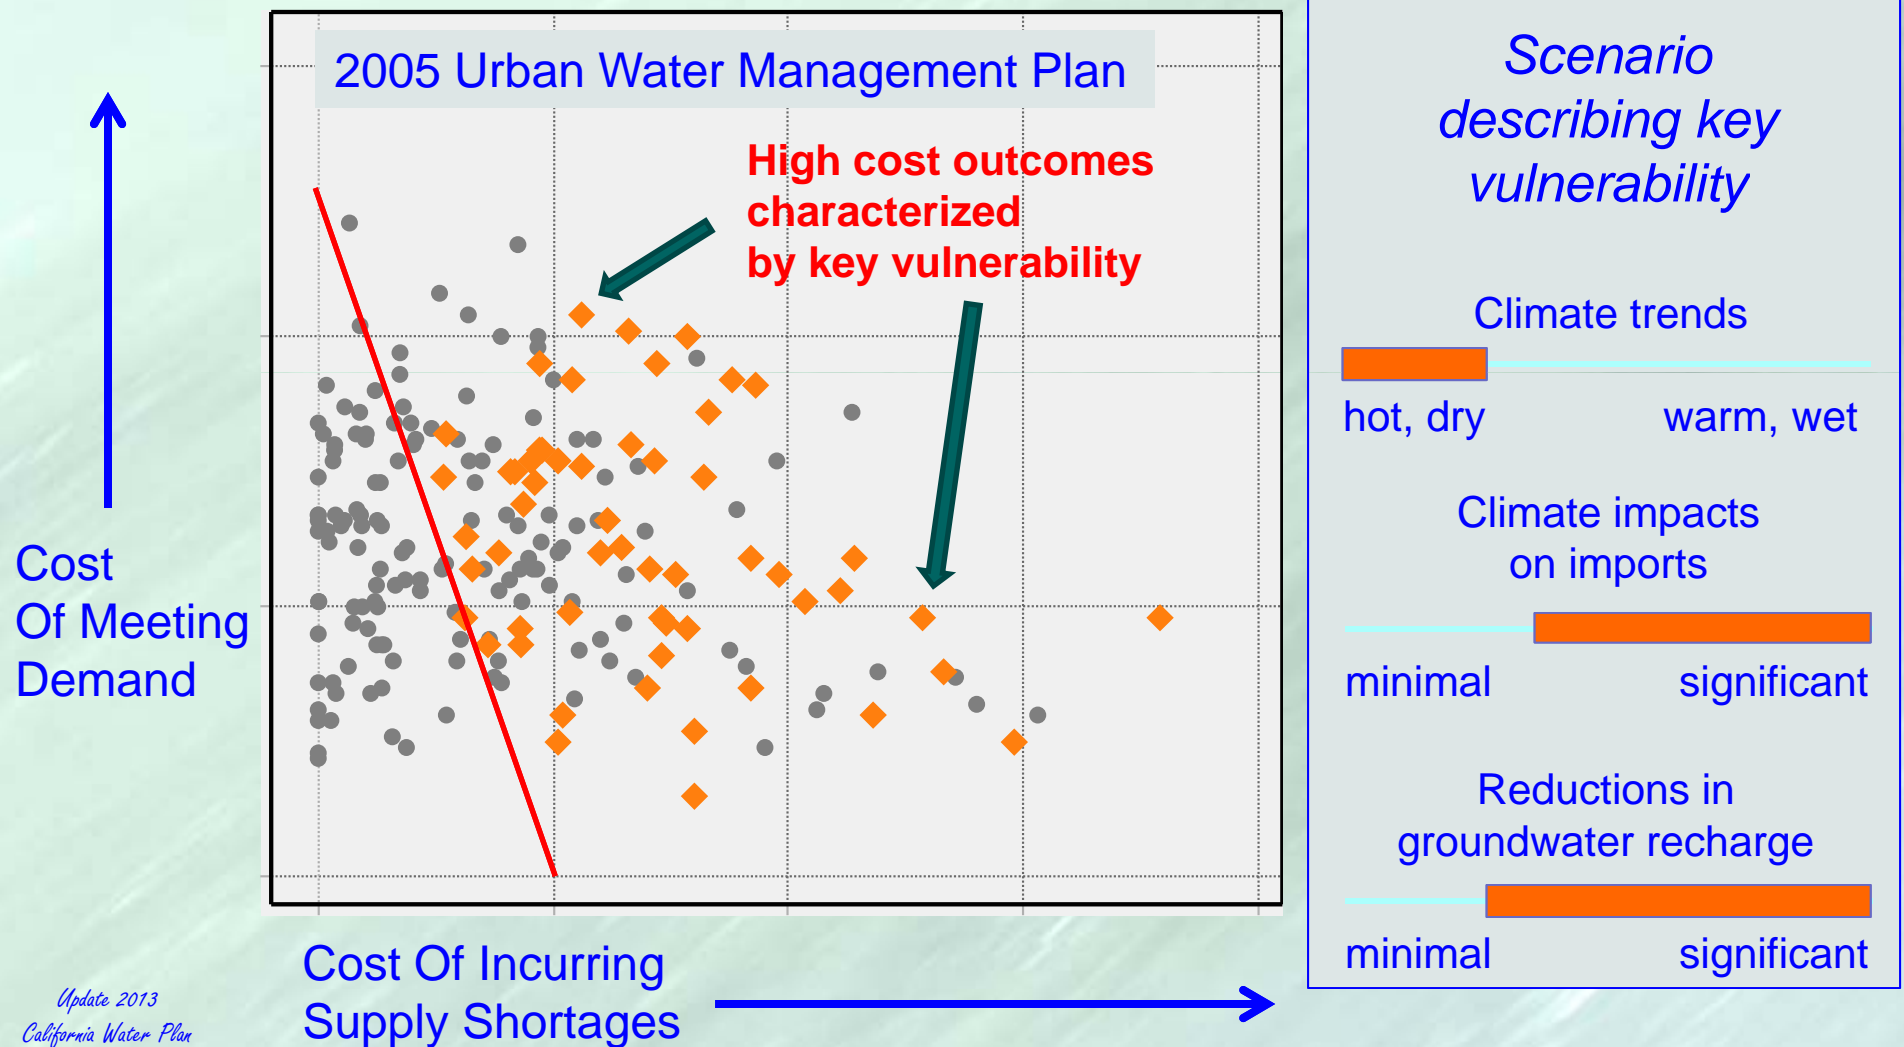 2005 Urban Water Management Plan
High cost outcomes
characterized
by key vulnerability
Cost
Of Meeting
Demand
Cost Of Incurring
Supply Shortages
Scenario
describing key
vulnerability
Climate trends
hot, dry warm, wet
Climate impacts
on imports
minimal significant
Reductions in
groundwater recharge
minimal significant
Update 2013
California Water Plan